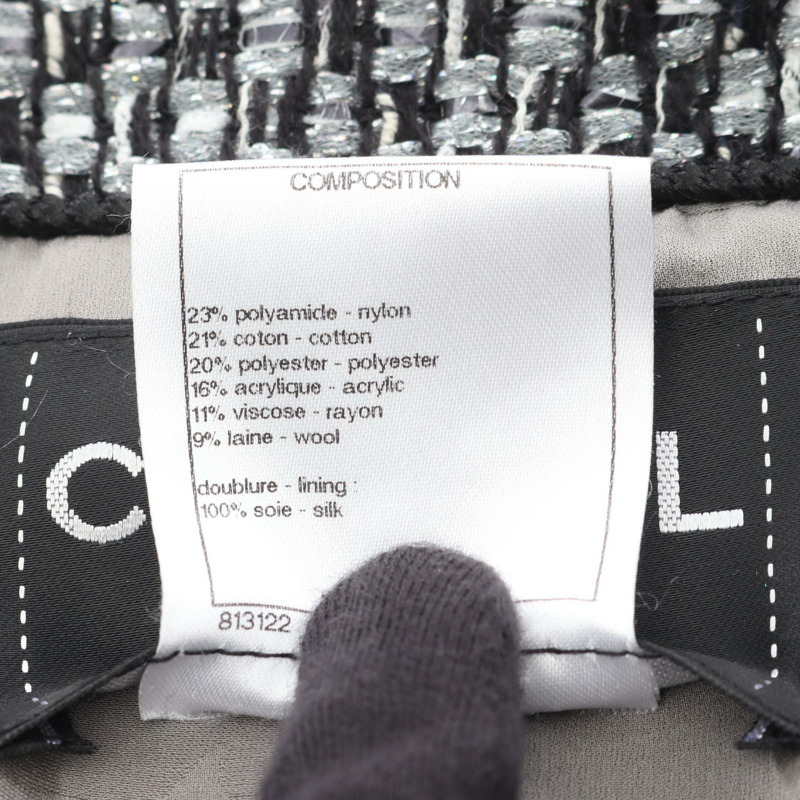 COMPOSITION
23% polyamide - nylon
21% coton - cotton
20% polyester - polyester
16% acrylique - acrylic
11% viscose - rayon
9% laine - wool
doublure - lining :
100% soie - silk
C L
813122